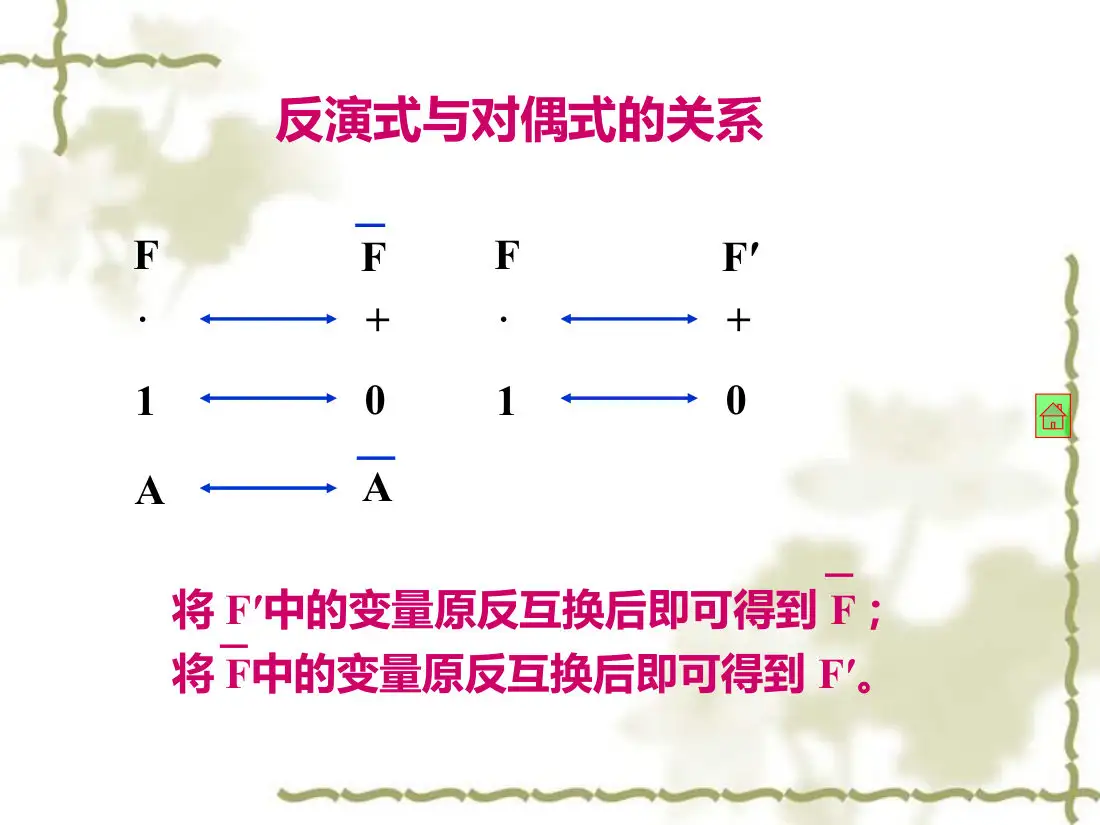 反演式与对偶式的关系
F F̅ F F′
· + · +
1 0 1 0
A A̅
将 F′中的变量原反互换后即可得到 F̅；
将 F̅中的变量原反互换后即可得到 F′。